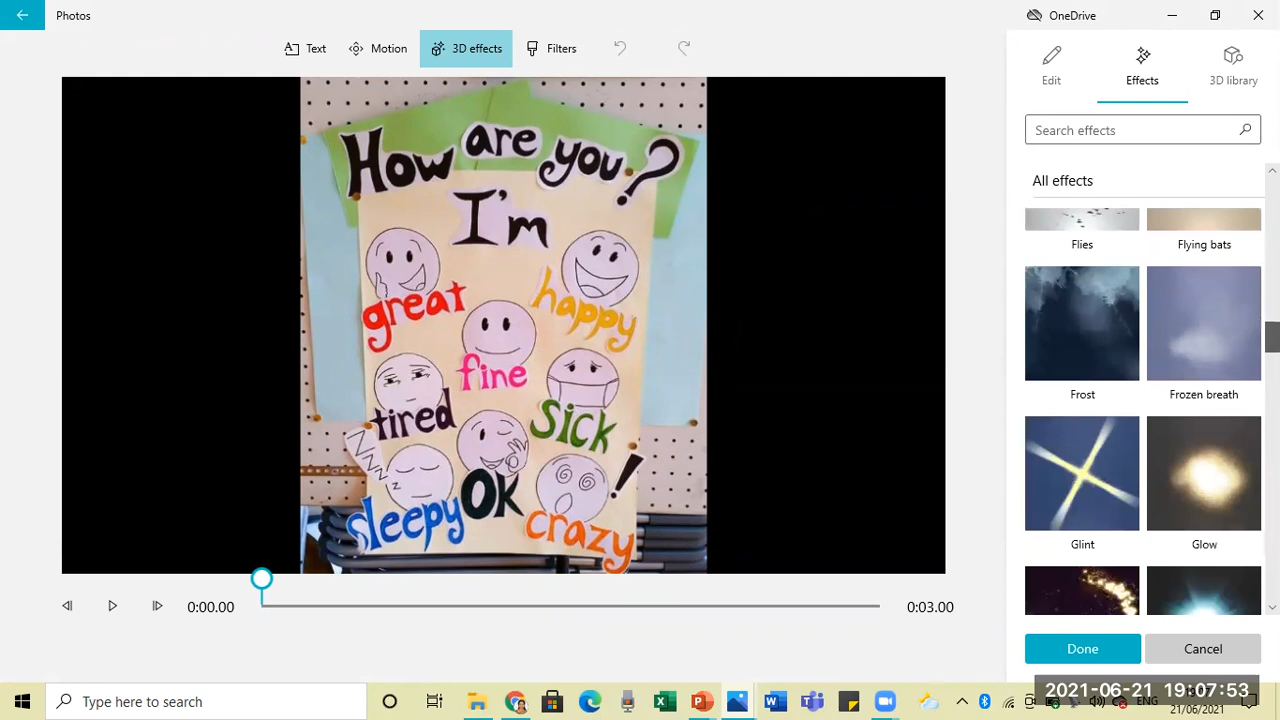 Photos
OneDrive
Text
Motion
3D effects
Filters
Edit
Effects
3D library
Search effects
All effects
Flies
Flying bats
Frost
Frozen breath
Glint
Glow
How are you?
I'm
great
happy
fine
tired
sick
zzzz
OK
sleepy
crazy!
0:00.00
0:03.00
Done
Cancel
Type here to search
ENG
2021-06-21 19:07:53
21/06/2021